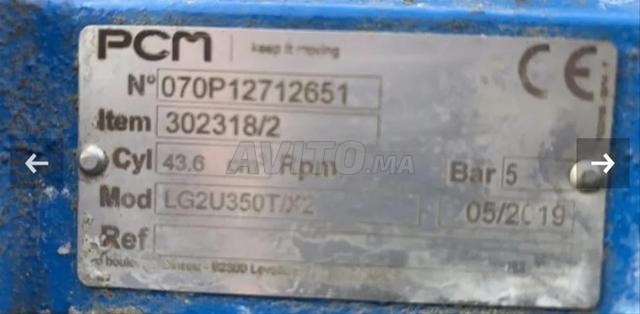 PCM keep it moving CE
N° 070P12712651
Item 302318/2
Cyl 43.6 Rpm Bar 5
Mod LG2U350T/X2 05/2019
Ref
AVITO.MA